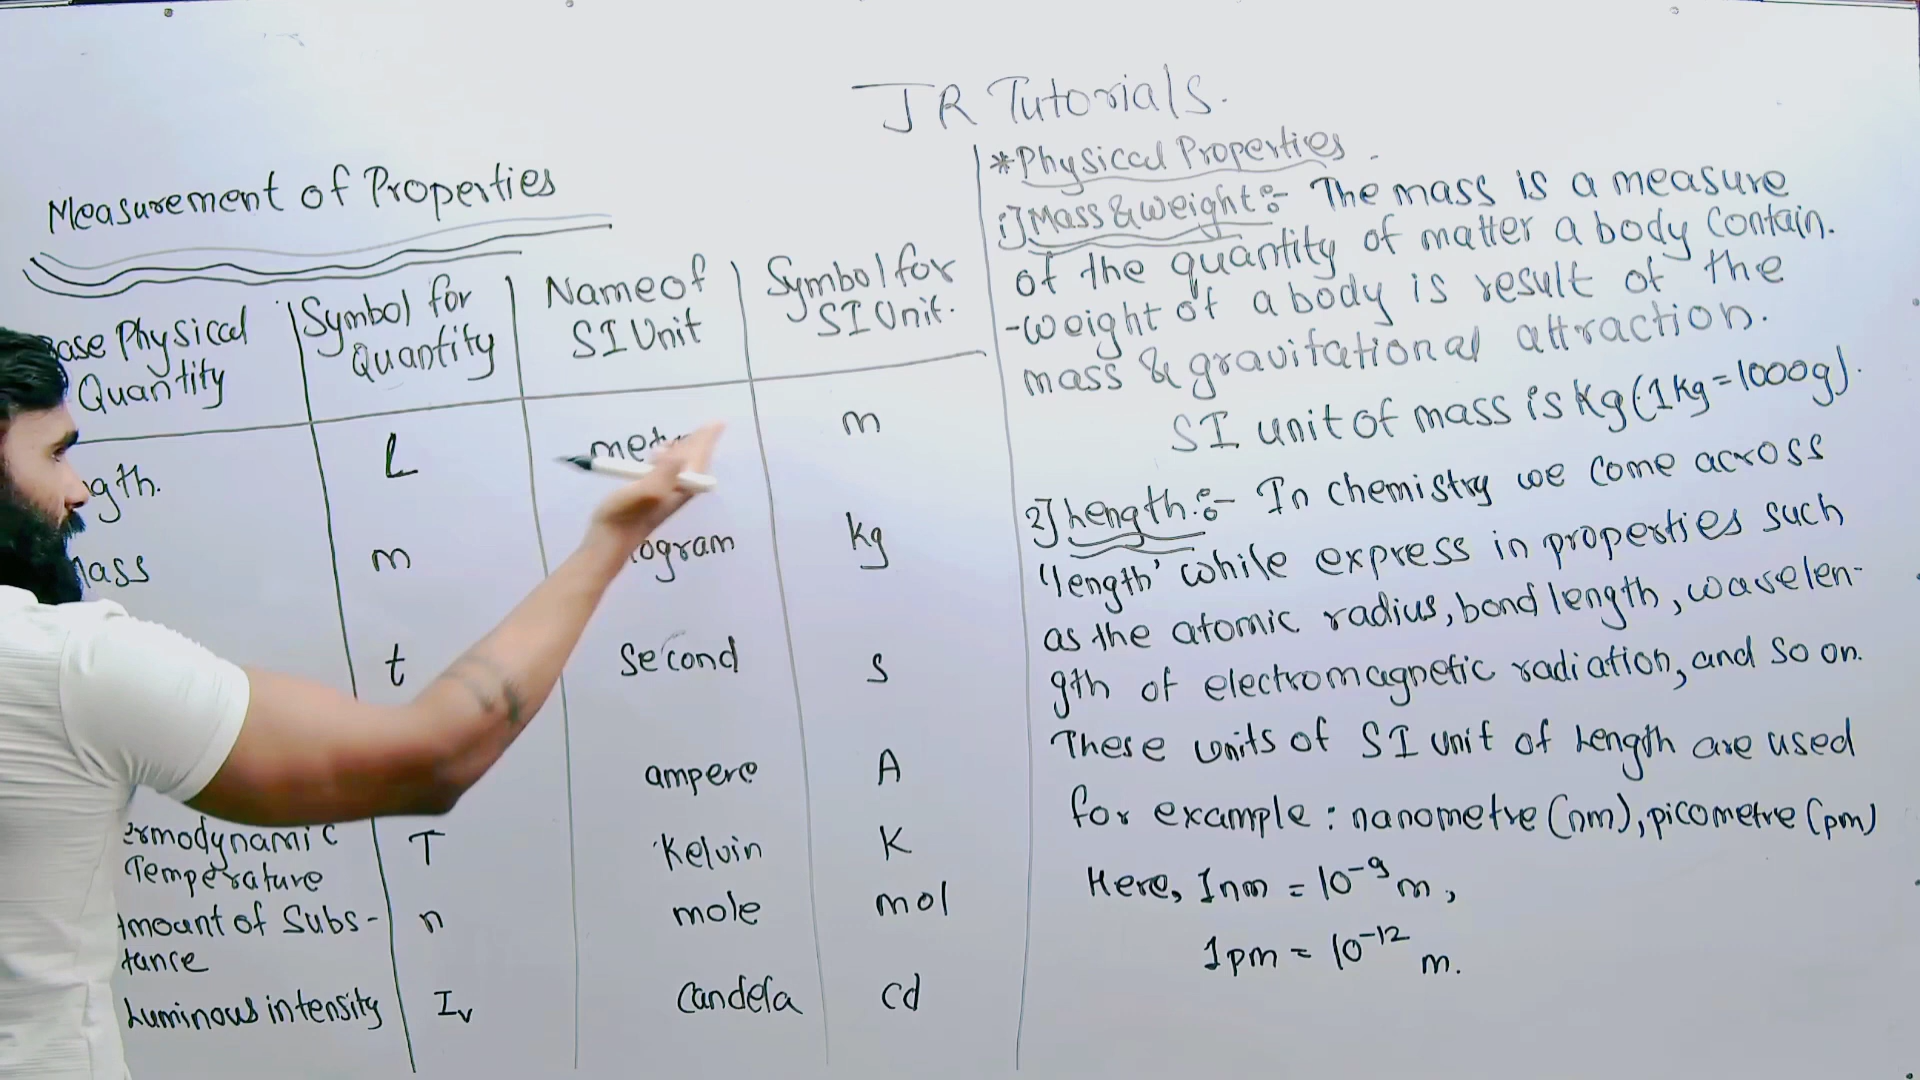 JR Tutorials.
Measurement of Properties
Symbol for Quantity
Name of SI Unit
Symbol for SI Unit.
Physical
Quantity
L
m
m
kg
t
Second
s
ampere
A
T
Kelvin
K
Temperature
n
mole
mol
of Subs-
tance
Luminous intensity
Iv
Candela
cd
*Physical Properties
1] Mass & weight :- The mass is a measure
of the quantity of matter a body Contain.
-weight of a body is result of the
mass & gravitational attraction.
SI unit of mass is Kg (1 Kg = 1000g).
2] Length :- In chemistry we come across
'length' while express in properties such
as the atomic radius, bond length, wavelen-
gth of electromagnetic radiation, and so on.
These units of SI unit of Length are used
for example : nanometre (nm), picometre (pm)
Here, 1nm = 10⁻⁹ m,
1pm = 10⁻¹² m.